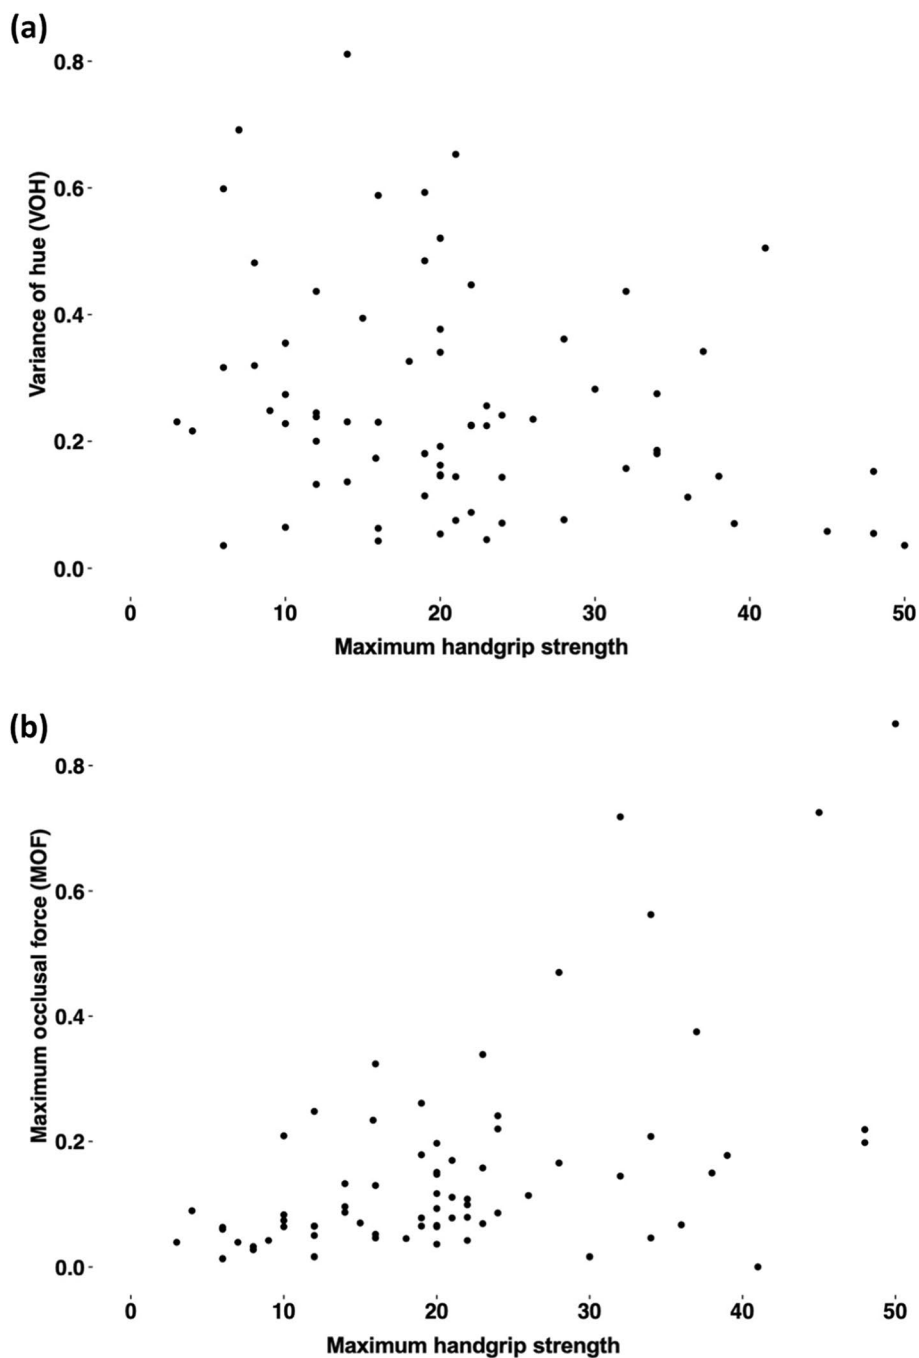 (a)
0.8
0.6
0.4
0.2
0.0
Variance of hue (VOH)
0 10 20 30 40 50
Maximum handgrip strength
(b)
0.8
0.6
0.4
0.2
0.0
Maximum occlusal force (MOF)
0 10 20 30 40 50
Maximum handgrip strength